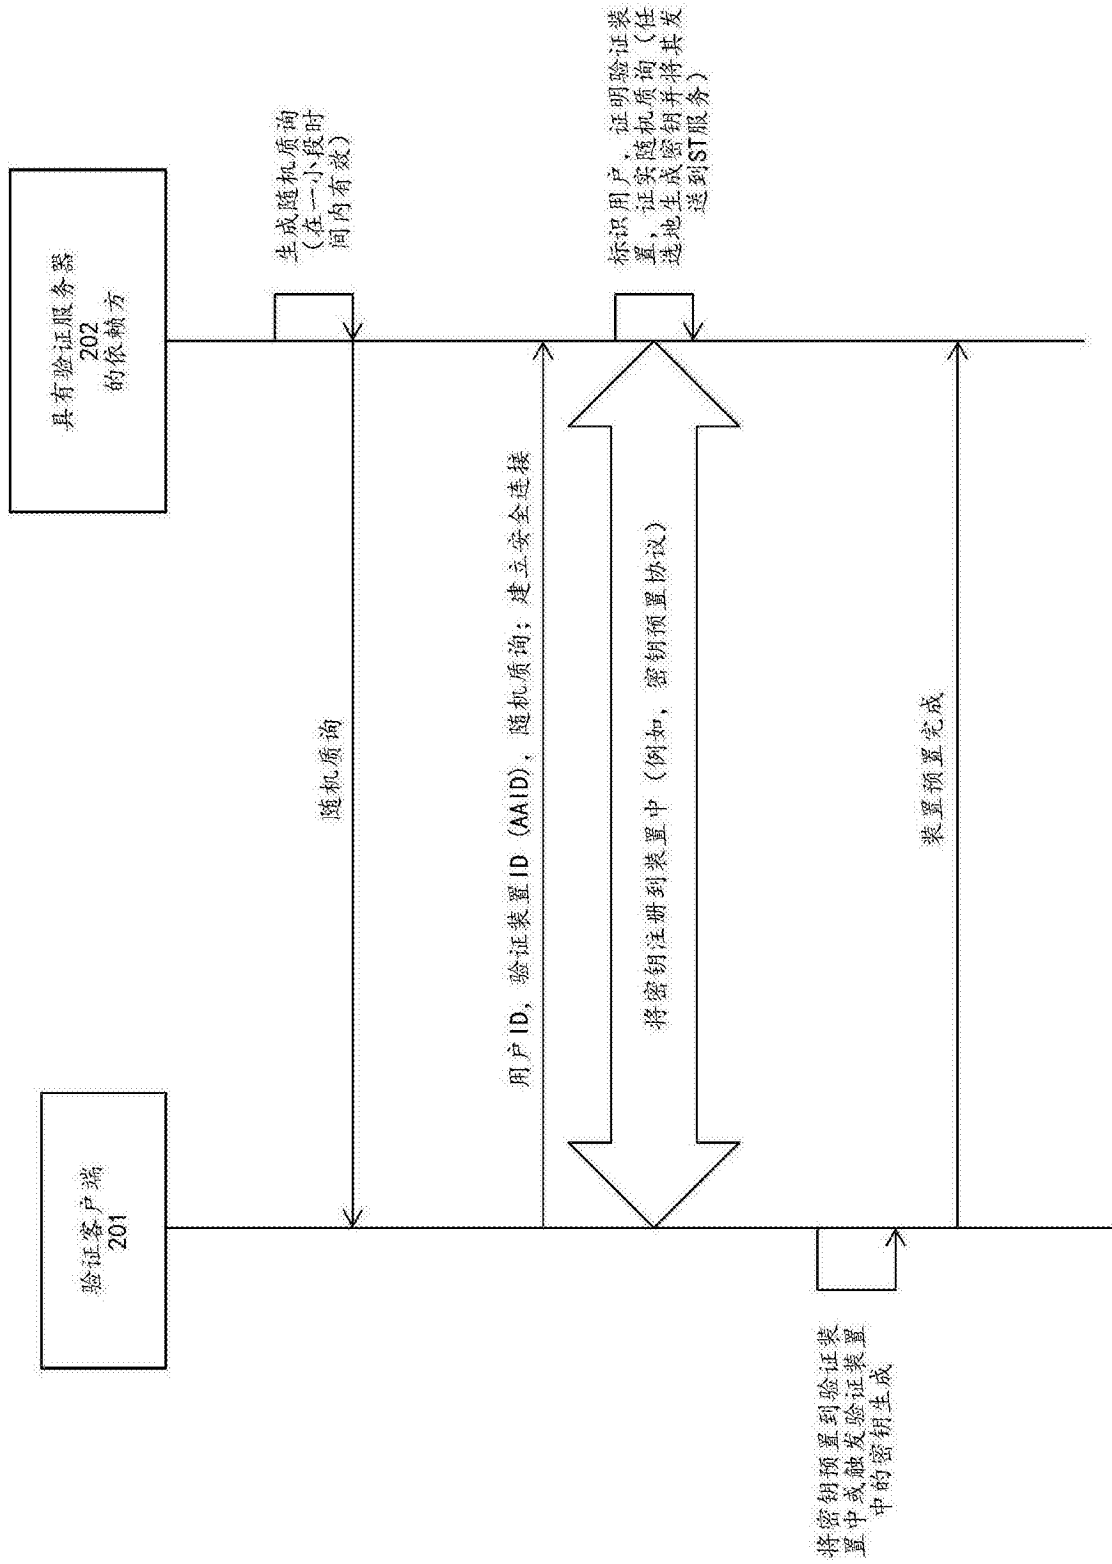 验证客户端
201
具有验证服务器
202
的依赖方
生成随机质询
（在一小段时
间内有效）
随机质询
用户ID，验证装置ID（AAID），随机质询；建立安全连接
标识用户，证明验证装
置，证实随机质询（任
选地生成密钥并将其发
送到ST服务）
将密钥注册到装置中（例如，密钥预置协议）
将密钥预置到验证装
置中或触发验证装置
中的密钥生成
装置预置完成